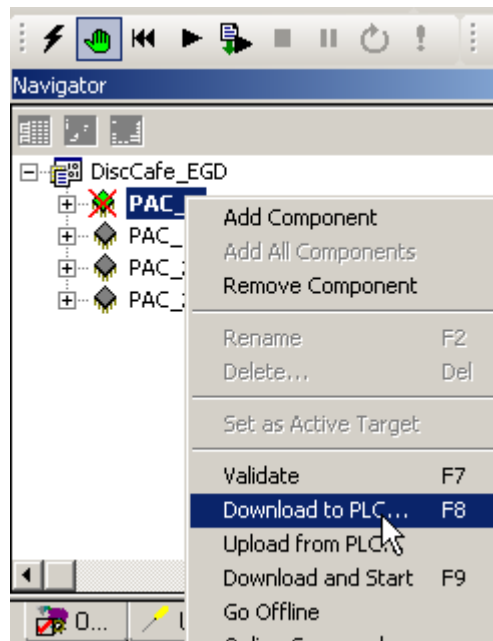 Navigator
DiscCafe_EGD
PAC_
PAC_
PAC_
PAC_
Add Component
Add All Components
Remove Component
Rename F2
Delete... Del
Set as Active Target
Validate F7
Download to PLC... F8
Upload from PLC...
Download and Start F9
Go Offline
O...